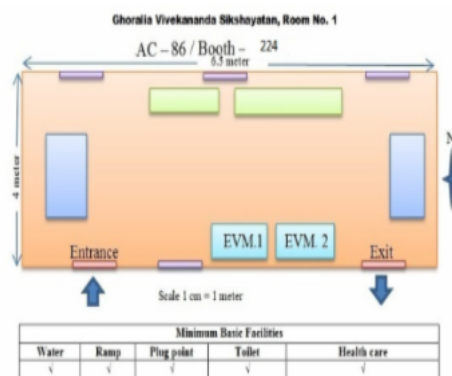 Ghoralia Vivekananda Sikshayatan, Room No. 1
AC – 86 / Booth – 224
6.5 meter
4 meter
N
EVM.1 EVM. 2
Entrance Exit
Scale 1 cm = 1 meter
Minimum Basic Facilities
Water Ramp Plug point Toilet Health care
√ √ √ √ √